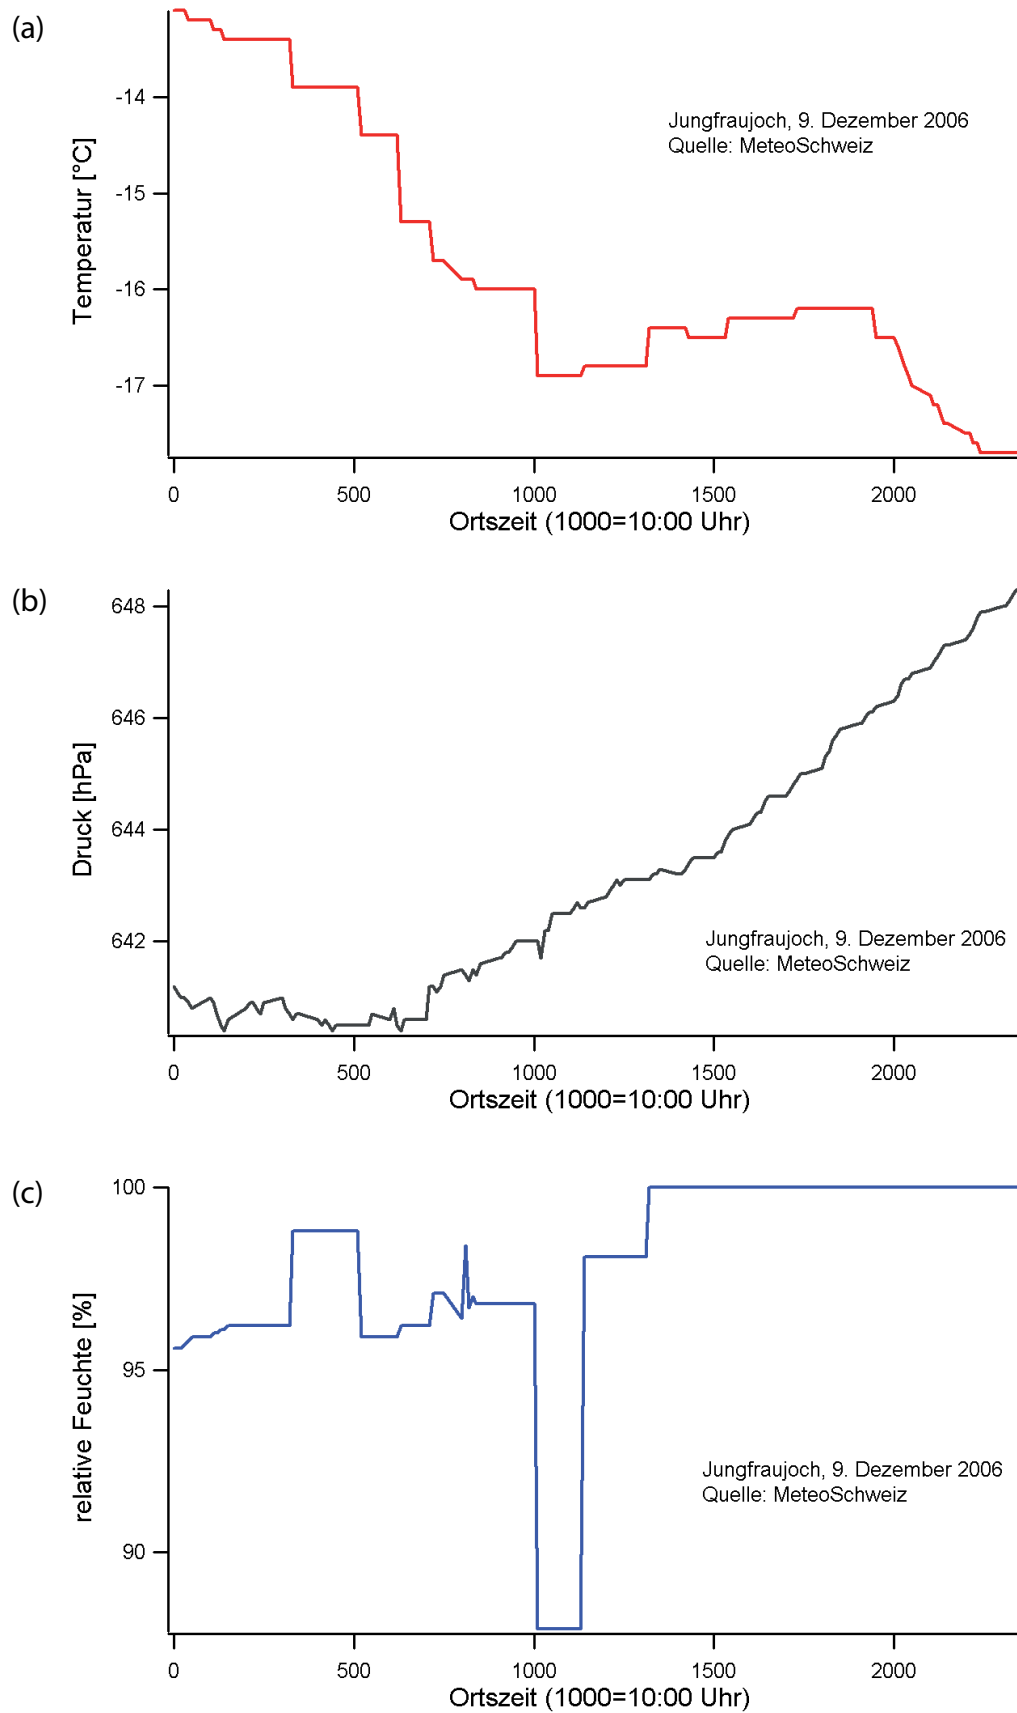 (a)
Temperatur [°C]
-14
-15
-16
-17
Jungfraujoch, 9. Dezember 2006
Quelle: MeteoSchweiz
0 500 1000 1500 2000
Ortszeit (1000=10:00 Uhr)
(b)
Druck [hPa]
648
646
644
642
Jungfraujoch, 9. Dezember 2006
Quelle: MeteoSchweiz
0 500 1000 1500 2000
Ortszeit (1000=10:00 Uhr)
(c)
relative Feuchte [%]
100
95
90
Jungfraujoch, 9. Dezember 2006
Quelle: MeteoSchweiz
0 500 1000 1500 2000
Ortszeit (1000=10:00 Uhr)